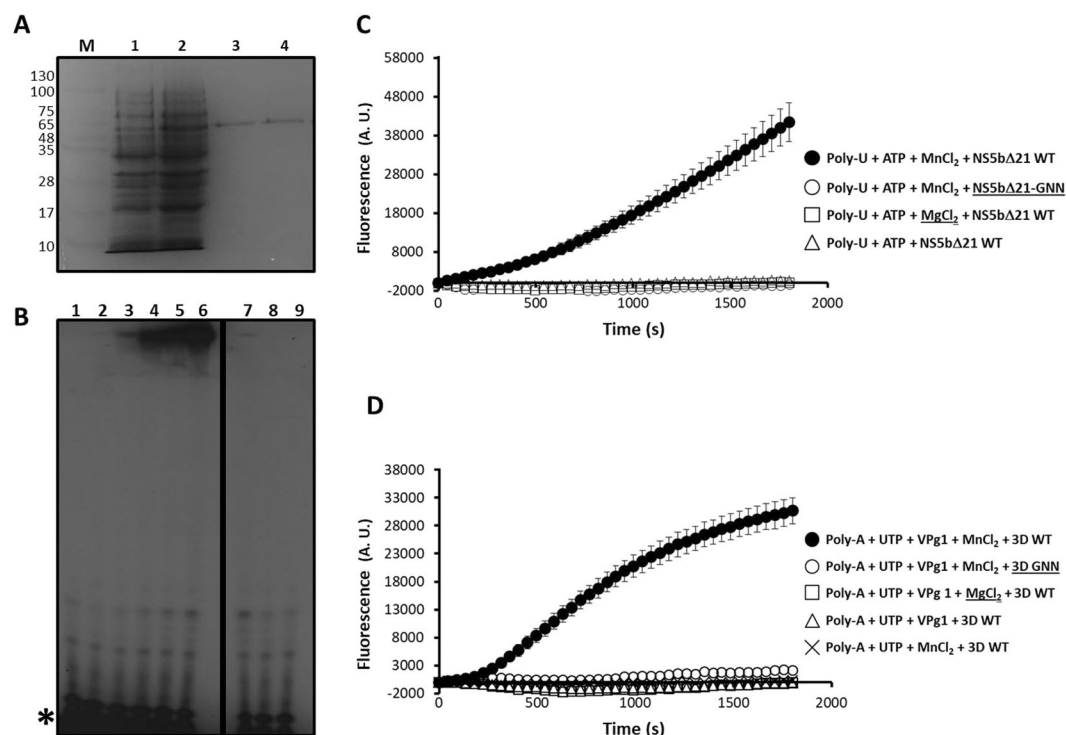 A
M 1 2 3 4
130
100
75
65
48
35
28
17
10
B
1 2 3 4 5 6 7 8 9
*
C
58000
48000
38000
28000
18000
8000
-2000
Fluorescence (A. U.)
0 500 1000 1500 2000
Time (s)
Poly-U + ATP + MnCl₂ + NS5bΔ21 WT
Poly-U + ATP + MnCl₂ + NS5bΔ21-GNN
Poly-U + ATP + MgCl₂ + NS5bΔ21 WT
Poly-U + ATP + NS5bΔ21 WT
D
38000
33000
28000
23000
18000
13000
8000
3000
-2000
Fluorescence (A. U.)
0 500 1000 1500 2000
Time (s)
Poly-A + UTP + VPg1 + MnCl₂ + 3D WT
Poly-A + UTP + VPg1 + MnCl₂ + 3D GNN
Poly-A + UTP + VPg 1 + MgCl₂ + 3D WT
Poly-A + UTP + VPg1 + 3D WT
Poly-A + UTP + MnCl₂ + 3D WT